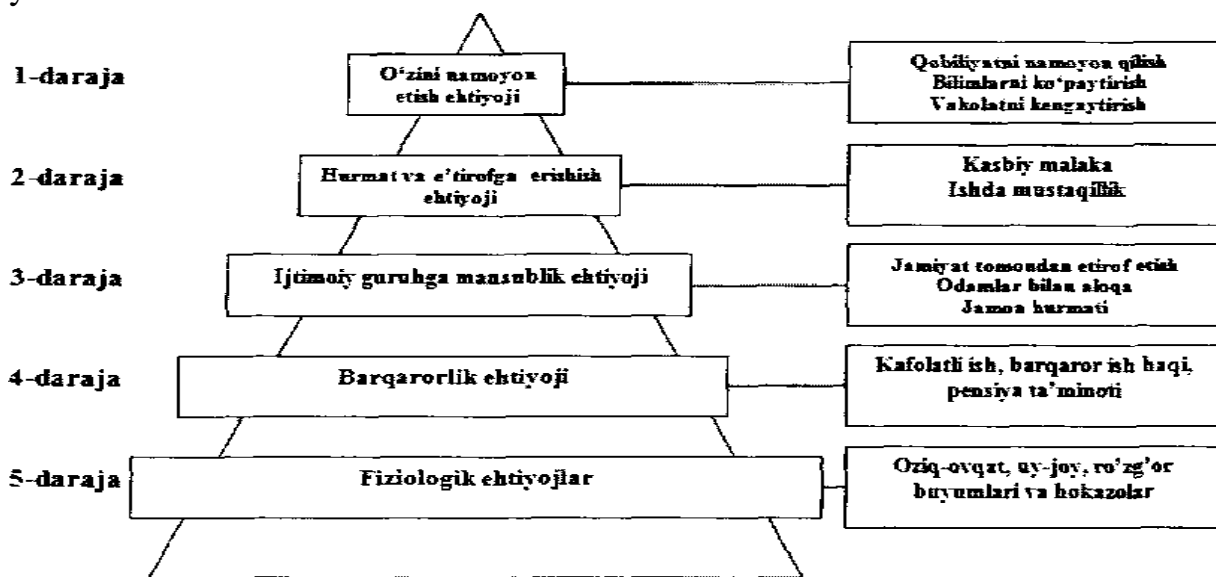 y
1-daraja
O‘zini namoyon
etish ehtiyoji
Qobiliyatni namoyon qilish
Bilimlarni ko‘paytirish
Vakolatni kengaytirish
2-daraja
Hurmat va e’tirofga erishish
ehtiyoji
Kasbiy malaka
Ishda mustaqillik
3-daraja
Ijtimoiy guruhga mansublik ehtiyoji
Jamiyat tomondan etirof etish
Odamlar bilan aloqa
Jamoa hurmati
4-daraja
Barqarorlik ehtiyoji
Kafolatli ish, barqaror ish haqi,
pensiya ta’minoti
5-daraja
Fiziologik ehtiyojlar
Oziq-ovqat, uy-joy, ro’zg’or
buyumlari va hokazolar